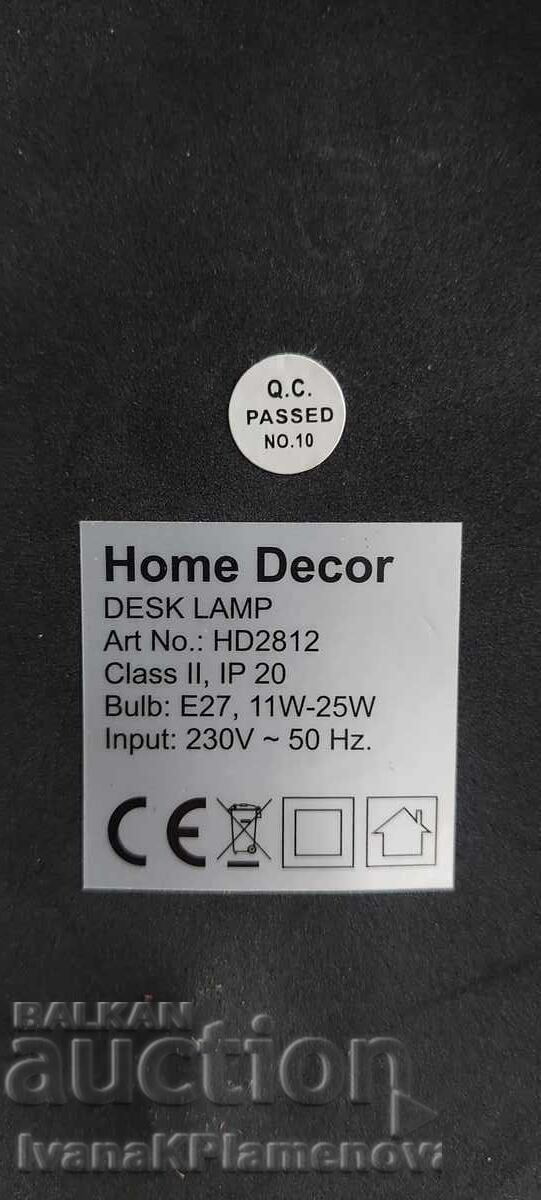 Q.C.
PASSED
NO.10
Home Decor
DESK LAMP
Art No.: HD2812
Class II, IP 20
Bulb: E27, 11W-25W
Input: 230V ~ 50 Hz.
CE
BALKAN
auction
IvanaKPlamenova